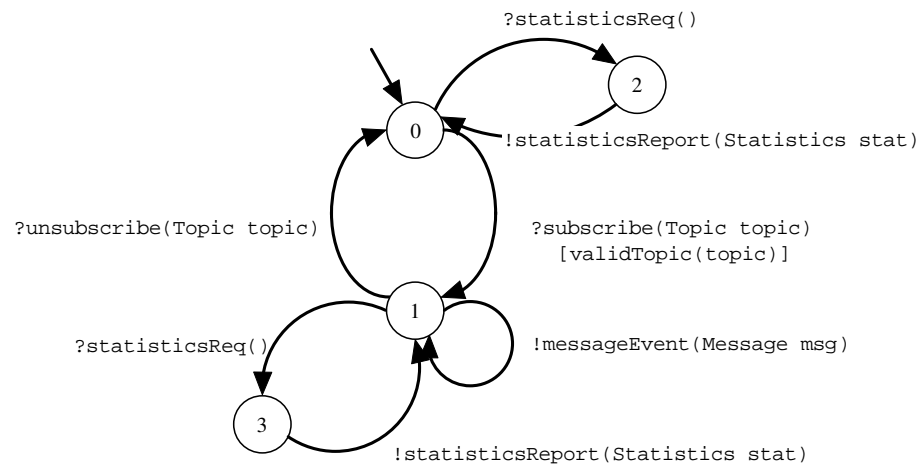 ?statisticsReq()
2
0
!statisticsReport(Statistics stat)
?unsubscribe(Topic topic)
?subscribe(Topic topic)
[validTopic(topic)]
1
?statisticsReq()
!messageEvent(Message msg)
3
!statisticsReport(Statistics stat)